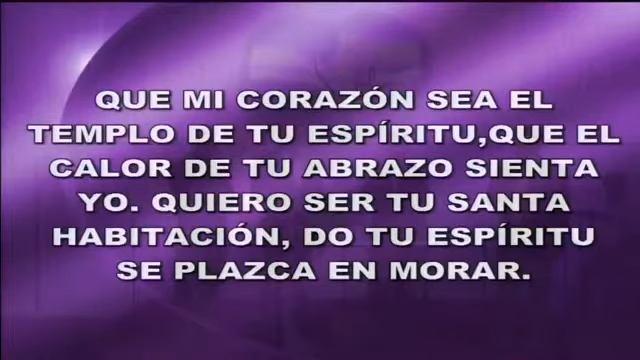 QUE MI CORAZÓN SEA EL
TEMPLO DE TU ESPÍRITU,QUE EL
CALOR DE TU ABRAZO SIENTA
YO. QUIERO SER TU SANTA
HABITACIÓN, DO TU ESPÍRITU
SE PLAZCA EN MORAR.